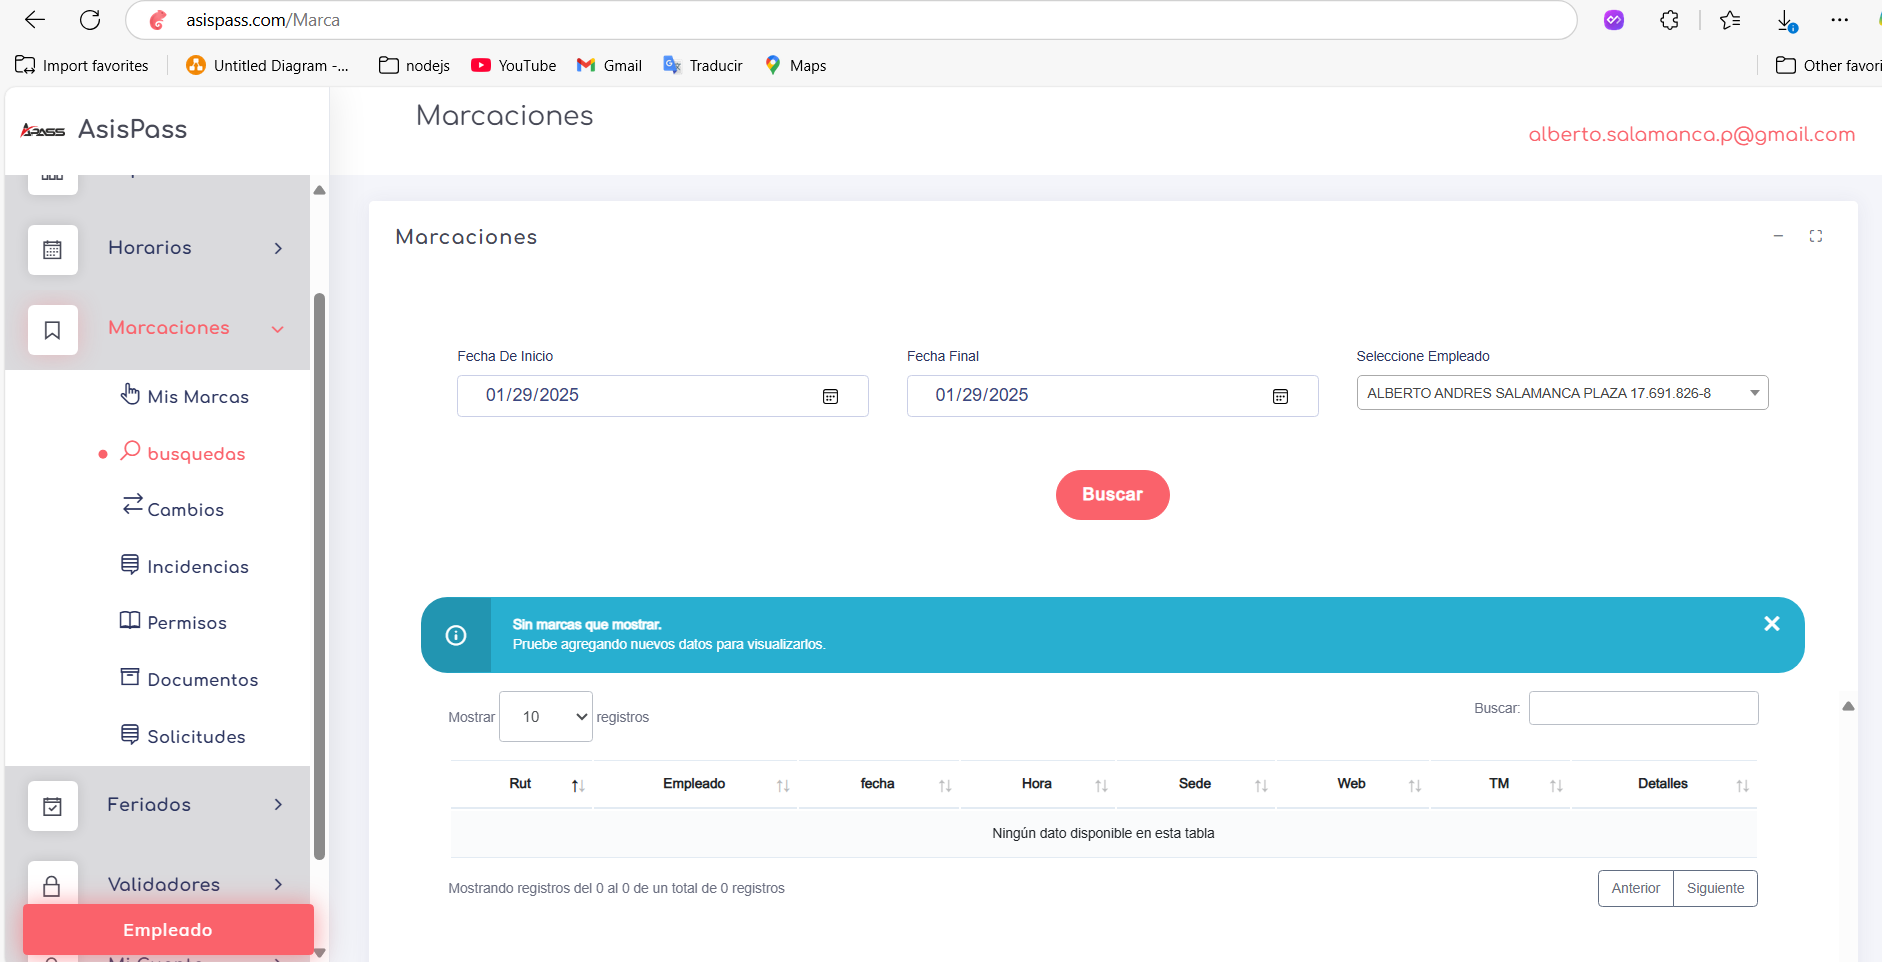 asispass.com/Marca
Import favorites
Untitled Diagram -...
nodejs
YouTube
Gmail
Traducir
Maps
Other favori
APASS AsisPass
Marcaciones
alberto.salamanca.p@gmail.com
Horarios
Marcaciones
Mis Marcas
busquedas
Cambios
Incidencias
Permisos
Documentos
Solicitudes
Feriados
Validadores
Empleado
Marcaciones
Fecha De Inicio
Fecha Final
Seleccione Empleado
01/29/2025
01/29/2025
ALBERTO ANDRES SALAMANCA PLAZA 17.691.826-8
Buscar
Sin marcas que mostrar.
Pruebe agregando nuevos datos para visualizarlos.
Mostrar 10 registros
Buscar:
Rut Empleado fecha Hora Sede Web TM Detalles
Ningún dato disponible en esta tabla
Mostrando registros del 0 al 0 de un total de 0 registros
Anterior Siguiente